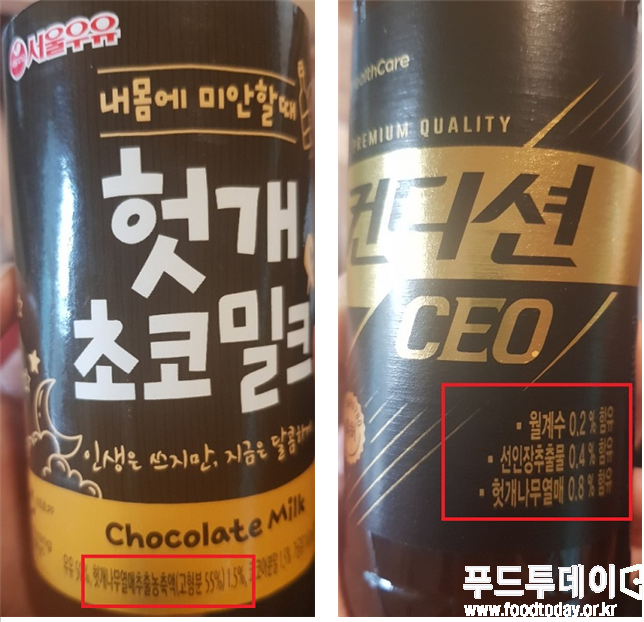 서울우유
내몸에 미안할때
헛개
초코밀크
인생은 쓰지만, 지금은 달콤하게
Chocolate Milk
헛개나무열매추출농축액(고형분 55%) 1.5%,
HealthCare
PREMIUM QUALITY
컨디션
CEO
• 월계수 0.2 % 함유
• 선인장추출물 0.4 % 함유
• 헛개나무열매 0.8 % 함유
푸드투데이
www.foodtoday.or.kr